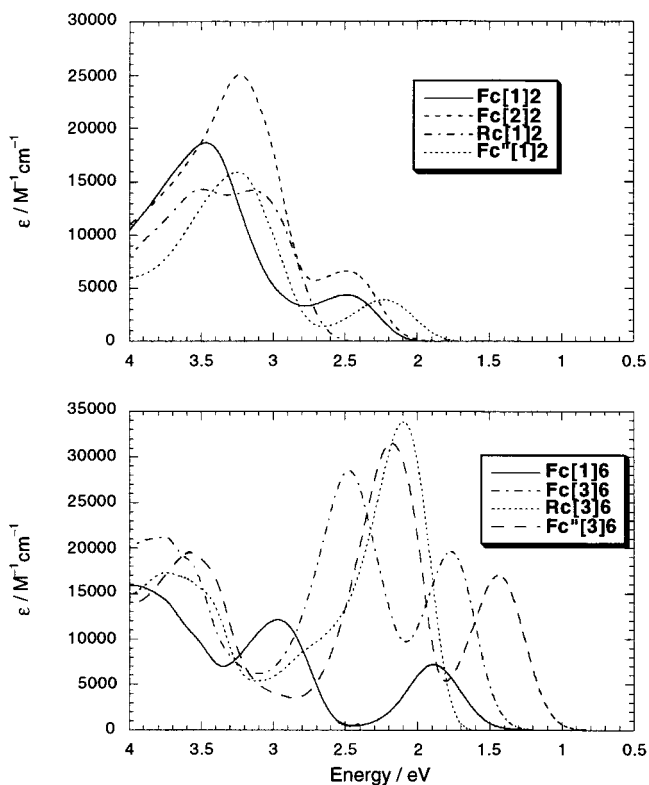 30000
25000
20000
15000
10000
5000
0
ε / M⁻¹cm⁻¹
Fc[1]2
Fc[2]2
Rc[1]2
Fc"[1]2
4 3.5 3 2.5 2 1.5 1 0.5
35000
30000
25000
20000
15000
10000
5000
0
ε / M⁻¹cm⁻¹
Fc[1]6
Fc[3]6
Rc[3]6
Fc"[3]6
4 3.5 3 2.5 2 1.5 1 0.5
Energy / eV